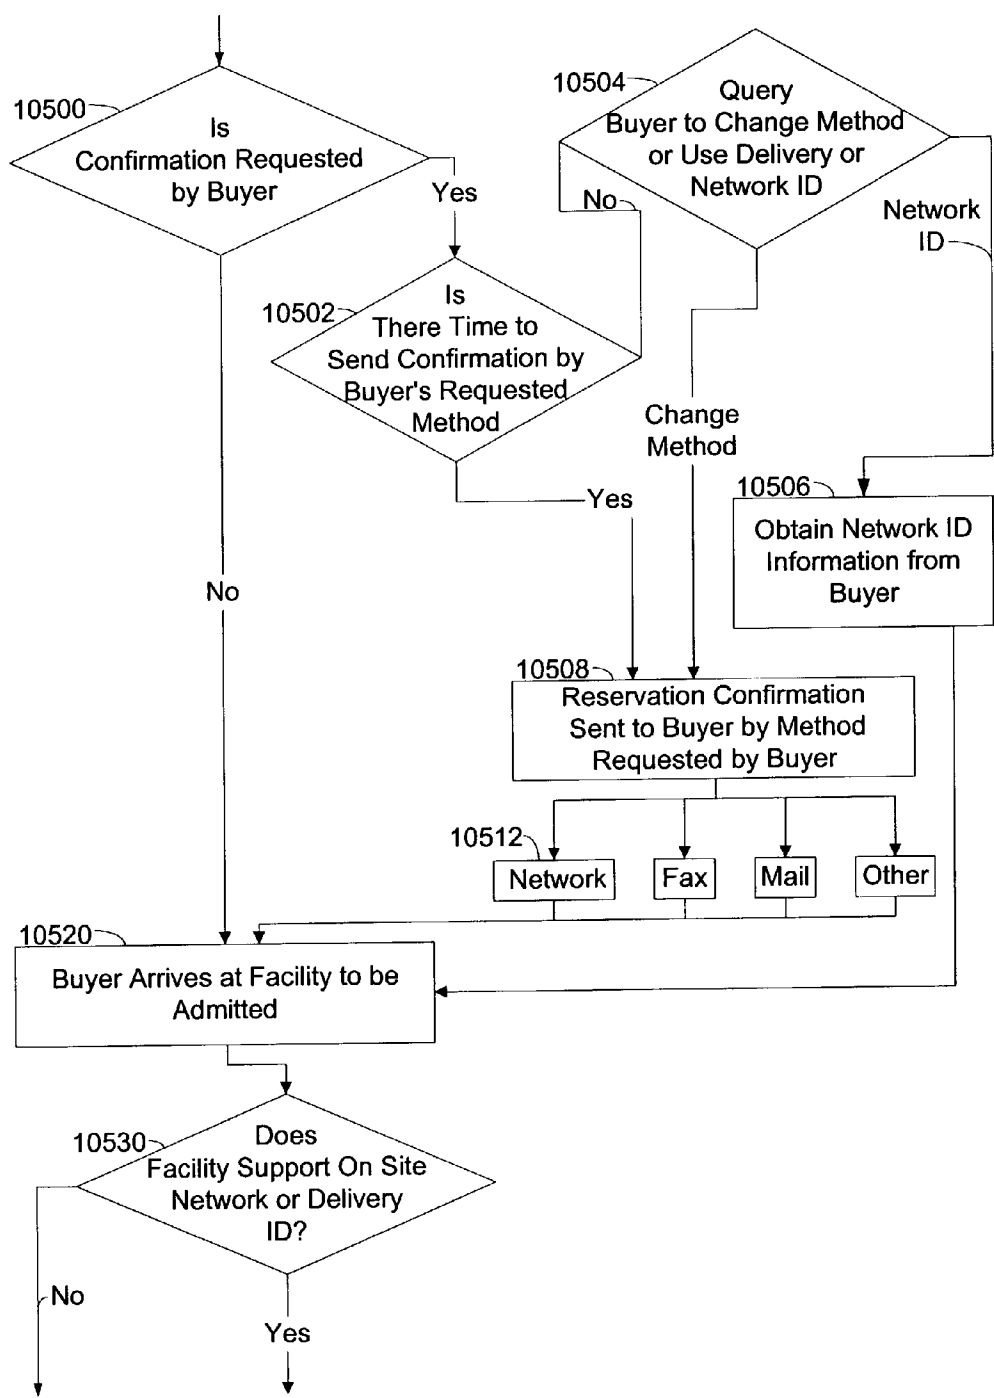 10500
Is
Confirmation Requested
by Buyer
Yes
10504
Query
Buyer to Change Method
or Use Delivery or
Network ID
No
Network
ID
10502
Is
There Time to
Send Confirmation by
Buyer's Requested
Method
Change
Method
Yes
10506
Obtain Network ID
Information from
Buyer
No
10508
Reservation Confirmation
Sent to Buyer by Method
Requested by Buyer
10512
Network
Fax
Mail
Other
10520
Buyer Arrives at Facility to be
Admitted
10530
Does
Facility Support On Site
Network or Delivery
ID?
No
Yes